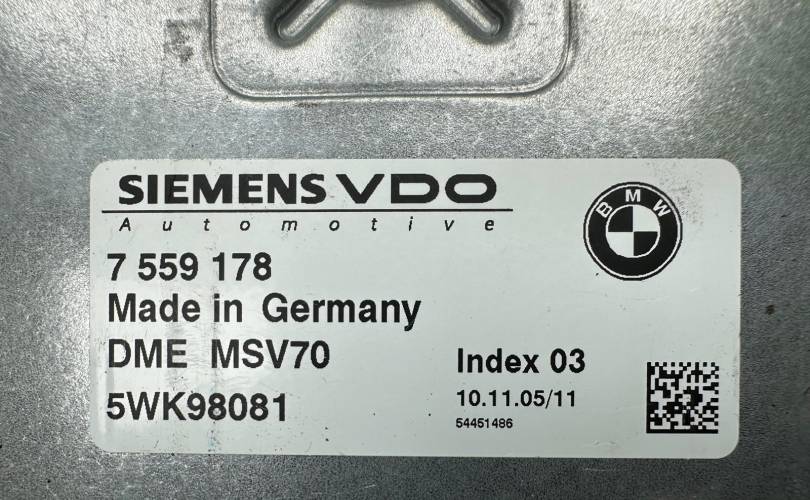 SIEMENS VDO
Automotive
BMW
7 559 178
Made in Germany
DME MSV70
Index 03
5WK98081
10.11.05/11
54451486